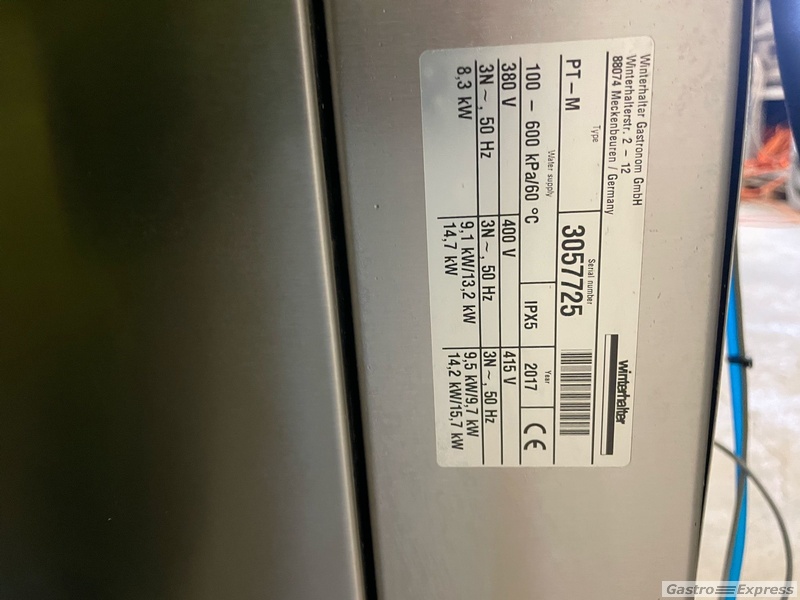 Winterhalter Gastronom GmbH
Winterhalterstr. 2 – 12
88074 Meckenbeuren / Germany
winterhalter
Type
PT – M
Serial number
3057725
Water supply
100 – 600 kPa/60 °C
IPX5
Year
2017
CE
380 V
400 V
415 V
3N ~, 50 Hz
3N ~, 50 Hz
3N ~, 50 Hz
8,3 kW
9,1 kW/13,2 kW
9,5 kW/9,7 kW
14,7 kW
14,2 kW/15,7 kW
Gastro Express